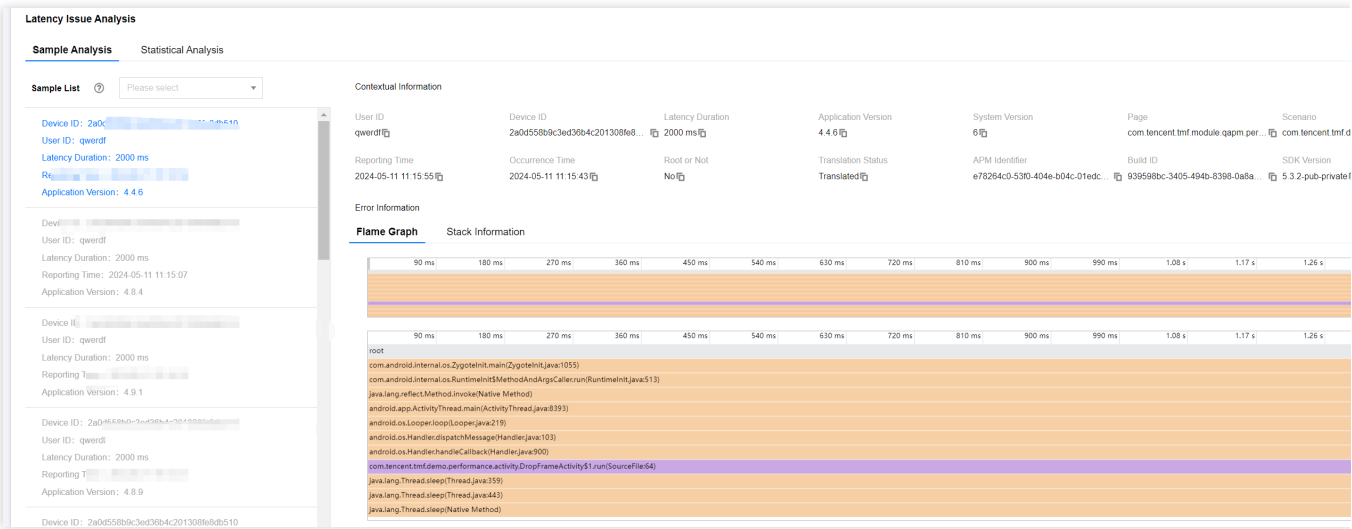 Latency Issue Analysis
Sample Analysis Statistical Analysis
Sample List Please select
Device ID: 2a0d
User ID: qwerdf
Latency Duration: 2000 ms
Application Version: 4.4.6
User ID: qwerdf
Latency Duration: 2000 ms
Reporting Time: 2024-05-11 11:15:07
Application Version: 4.8.4
User ID: qwerdf
Latency Duration: 2000 ms
Reporting
Application Version: 4.9.1
Device ID:
User ID: qwerdf
Latency Duration: 2000 ms
Reporting
Application Version: 4.8.9
Device ID: 2a0d558b9c3ed36b4c201308fe8db510
Contextual Information
User ID Device ID Latency Duration Application Version System Version Page Scenario
qwerdf 2a0d558b9c3ed36b4c201308fe8... 2000 ms 4.4.6 6 com.tencent.tmf.module.qapm.per... com.tencent.tmf.d
Reporting Time Occurrence Time Root or Not Translation Status APM Identifier Build ID SDK Version
2024-05-11 11:15:55 2024-05-11 11:15:43 No Translated e78264c0-53f0-404e-b04c-01edc... 939598bc-3405-494b-8398-0a8a... 5.3.2-pub-private
Error Information
Flame Graph Stack Information
90 ms 180 ms 270 ms 360 ms 450 ms 540 ms 630 ms 720 ms 810 ms 900 ms 990 ms 1.08 s 1.17 s 1.26 s
90 ms 180 ms 270 ms 360 ms 450 ms 540 ms 630 ms 720 ms 810 ms 900 ms 990 ms 1.08 s 1.17 s 1.26 s
root
com.android.internal.os.ZygoteInit.main(ZygoteInit.java:1055)
com.android.internal.os.RuntimeInit$MethodAndArgsCaller.run(RuntimeInit.java:513)
java.lang.reflect.Method.invoke(Native Method)
android.app.ActivityThread.main(ActivityThread.java:8393)
android.os.Looper.loop(Looper.java:219)
android.os.Handler.dispatchMessage(Handler.java:103)
android.os.Handler.handleCallback(Handler.java:900)
com.tencent.tmf.demo.performance.activity.DropFrameActivity$1.run(SourceFile:64)
java.lang.Thread.sleep(Thread.java:359)
java.lang.Thread.sleep(Thread.java:443)
java.lang.Thread.sleep(Native Method)